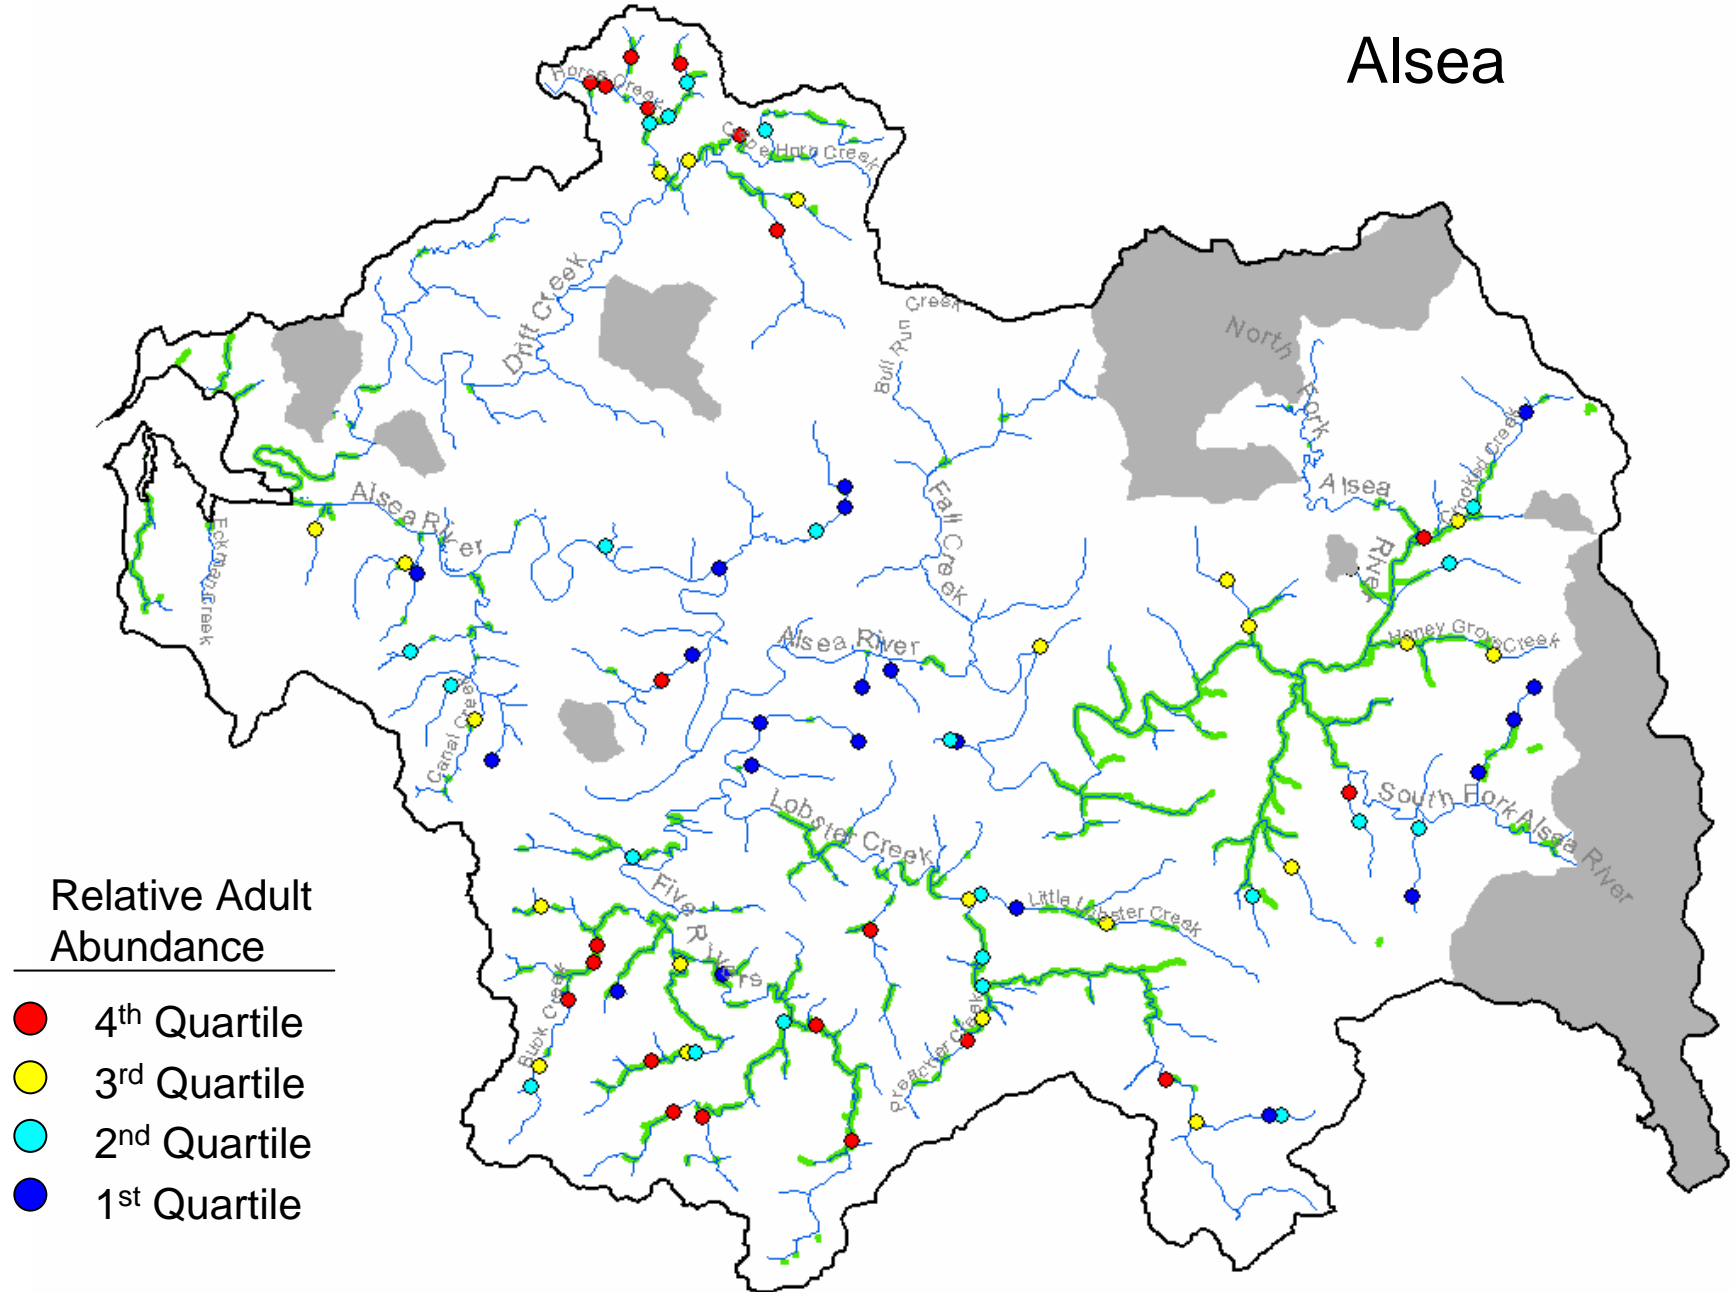 Alsea
Horse Creek
Cape Horn Creek
Drift Creek
Bull Run Creek
North Fork Alsea River
Crooked Creek
Alsea River
Eckman Creek
Fall Creek
Alsea River
Honey Grove Creek
Canal Creek
Lobster Creek
South Fork Alsea River
Five Rivers
Little Lobster Creek
Buck Creek
Preacher Creek
Relative Adult
Abundance
4th Quartile
3rd Quartile
2nd Quartile
1st Quartile